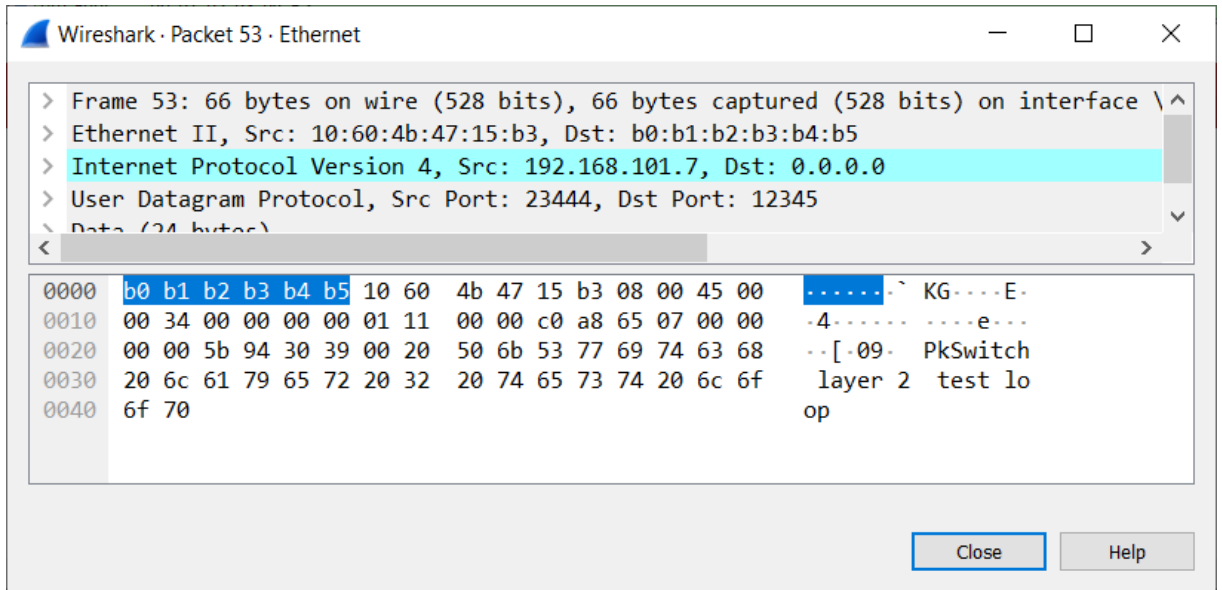 Wireshark · Packet 53 · Ethernet
> Frame 53: 66 bytes on wire (528 bits), 66 bytes captured (528 bits) on interface \
> Ethernet II, Src: 10:60:4b:47:15:b3, Dst: b0:b1:b2:b3:b4:b5
> Internet Protocol Version 4, Src: 192.168.101.7, Dst: 0.0.0.0
> User Datagram Protocol, Src Port: 23444, Dst Port: 12345
> Data (24 bytes)
0000 b0 b1 b2 b3 b4 b5 10 60 4b 47 15 b3 08 00 45 00 ·······` KG····E·
0010 00 34 00 00 00 00 01 11 00 00 c0 a8 65 07 00 00 ·4······ ····e···
0020 00 00 5b 94 30 39 00 20 50 6b 53 77 69 74 63 68 ··[·09· PkSwitch
0030 20 6c 61 79 65 72 20 32 20 74 65 73 74 20 6c 6f layer 2 test lo
0040 6f 70 op
Close Help